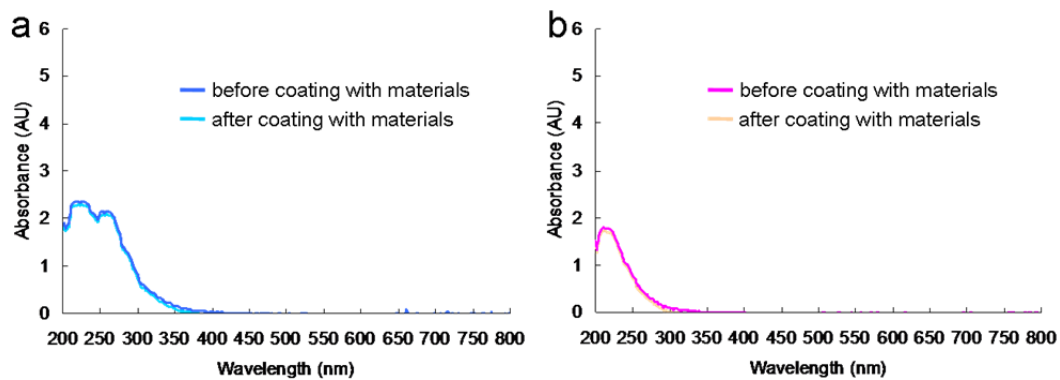 a
6
5
4
3
2
1
0
Absorbance (AU)
before coating with materials
after coating with materials
200 250 300 350 400 450 500 550 600 650 700 750 800
Wavelength (nm)
b
6
5
4
3
2
1
0
Absorbance (AU)
before coating with materials
after coating with materials
200 250 300 350 400 450 500 550 600 650 700 750 800
Wavelength (nm)